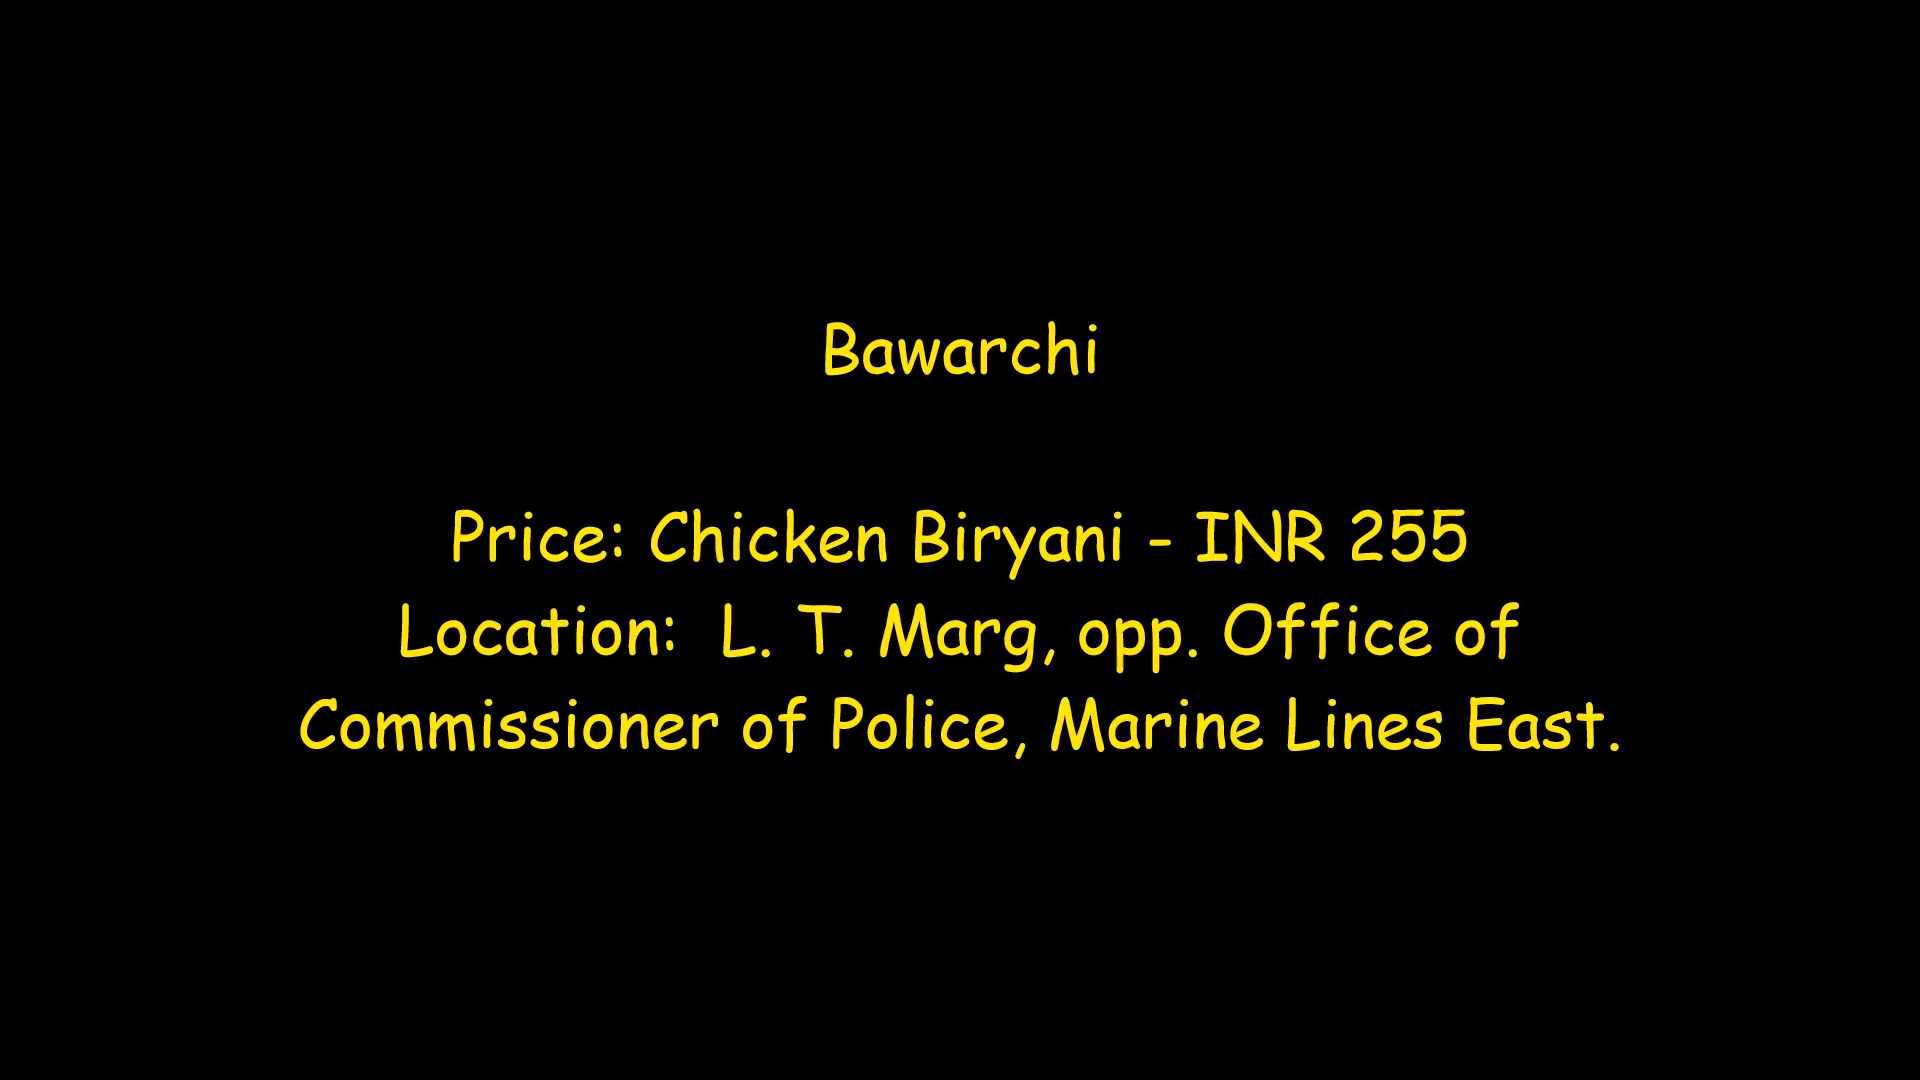 Bawarchi
Price: Chicken Biryani - INR 255
Location:  L. T. Marg, opp. Office of
Commissioner of Police, Marine Lines East.